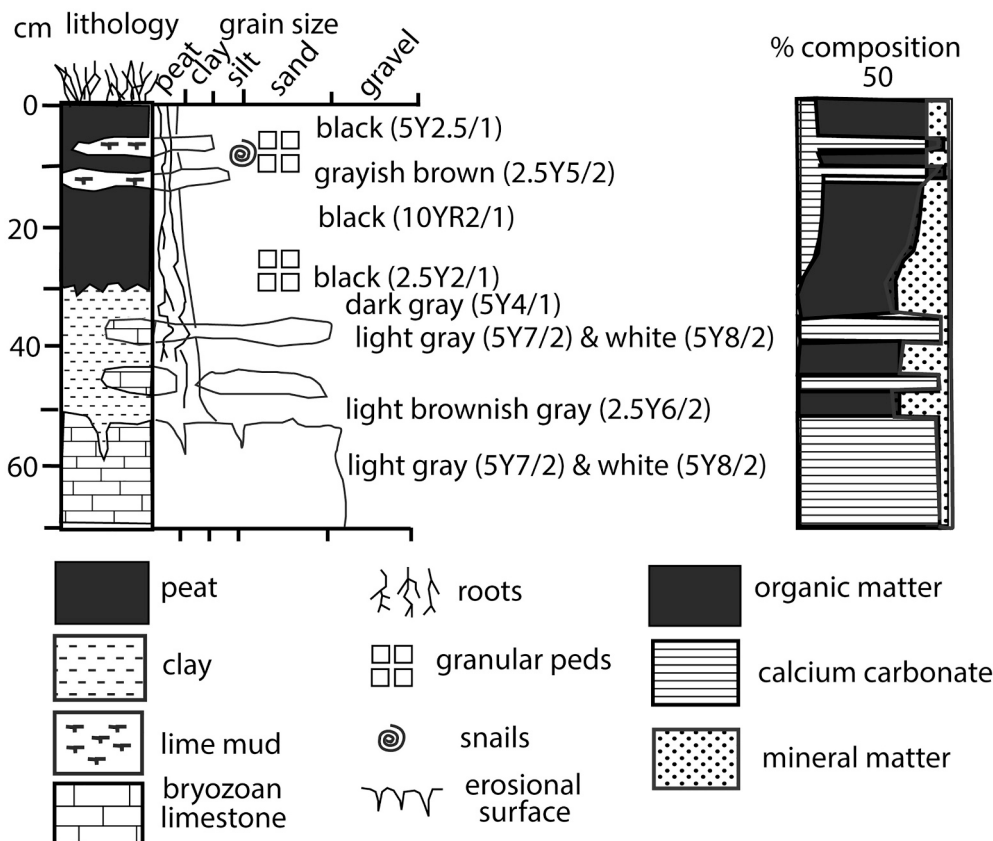 cm lithology grain size
peat clay silt sand gravel
% composition
50
0
20
40
60
black (5Y2.5/1)
grayish brown (2.5Y5/2)
black (10YR2/1)
black (2.5Y2/1)
dark gray (5Y4/1)
light gray (5Y7/2) & white (5Y8/2)
light brownish gray (2.5Y6/2)
light gray (5Y7/2) & white (5Y8/2)
peat
clay
lime mud
bryozoan
limestone
roots
granular peds
snails
erosional
surface
organic matter
calcium carbonate
mineral matter